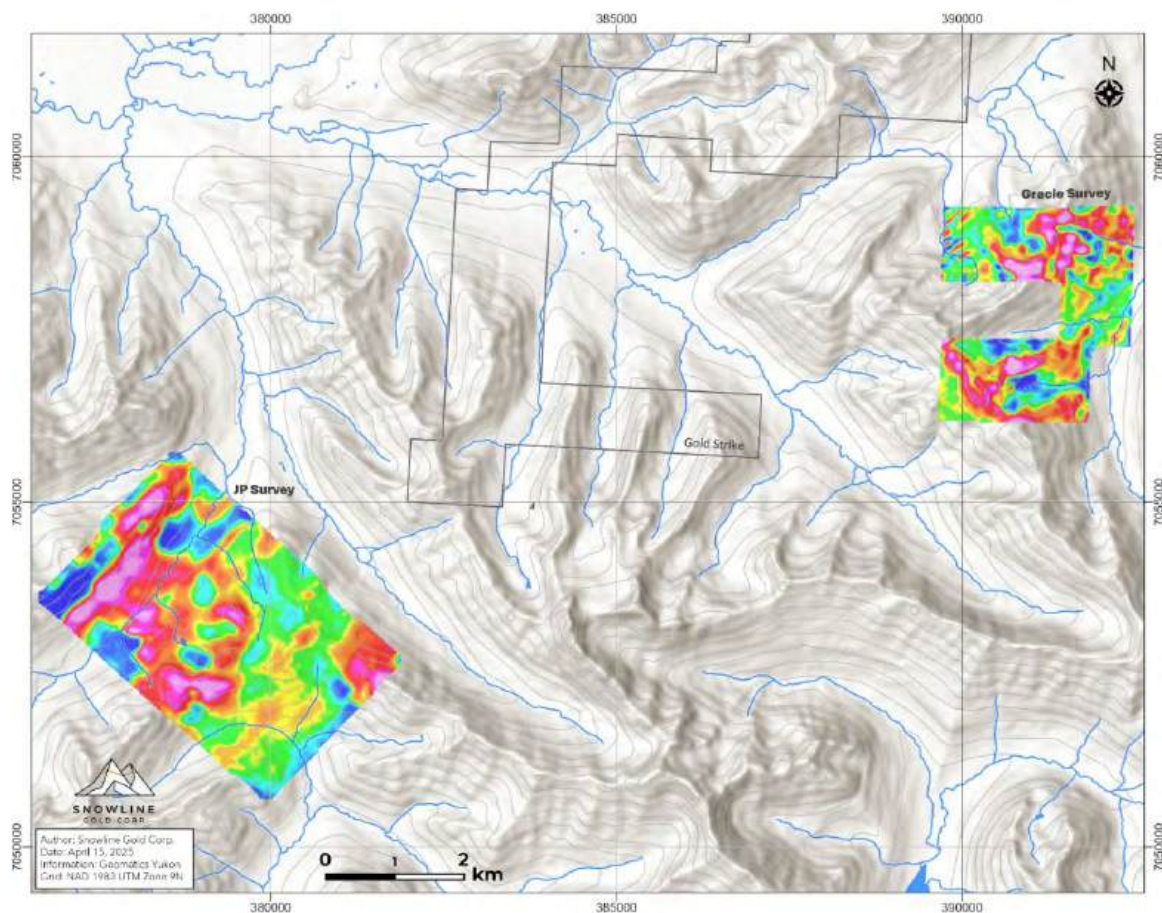 380000
385000
390000
N
7060000
7060000
Gracie Survey
Gold Strike
JP Survey
7055000
7055000
SNOWLINE
GOLD CORP.
Author: Snowline Gold Corp.
Date: April 15, 2025
Information: Geomatics Yukon
Grid: NAD 1983 UTM Zone 9N
0
1
2
km
7050000
7050000
380000
385000
390000